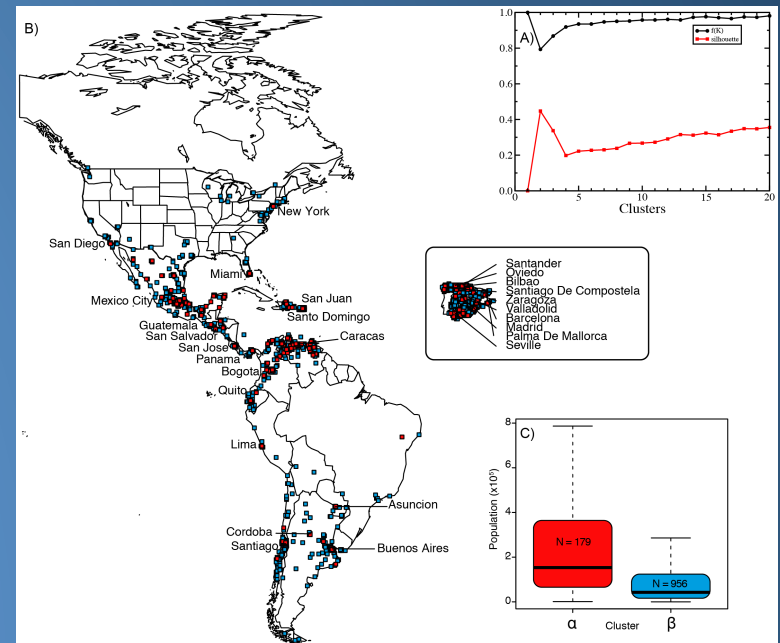 B)
New York
San Diego
Miami
Mexico City
San Juan
Santo Domingo
Guatemala
San Salvador
San Jose
Panama
Caracas
Bogota
Quito
Lima
Asuncion
Cordoba
Santiago
Buenos Aires
A)
f(K)
silhouette
1.0
0.8
0.6
0.4
0.2
0.0
0 5 10 15 20
Clusters
Santander
Oviedo
Bilbao
Santiago De Compostela
Zaragoza
Valladolid
Barcelona
Madrid
Palma De Mallorca
Seville
C)
Population (x10⁵)
8
6
4
2
0
N = 179
N = 956
α Cluster β